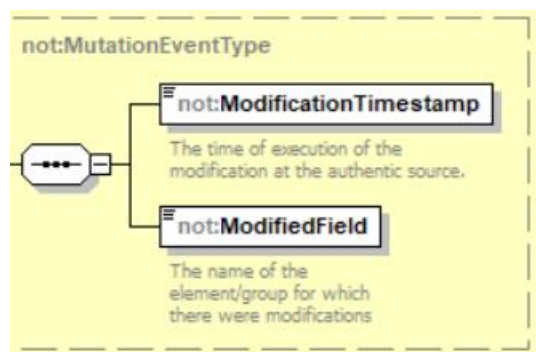 not:MutationEventType
not:ModificationTimestamp
The time of execution of the
modification at the authentic source.
not:ModifiedField
The name of the
element/group for which
there were modifications